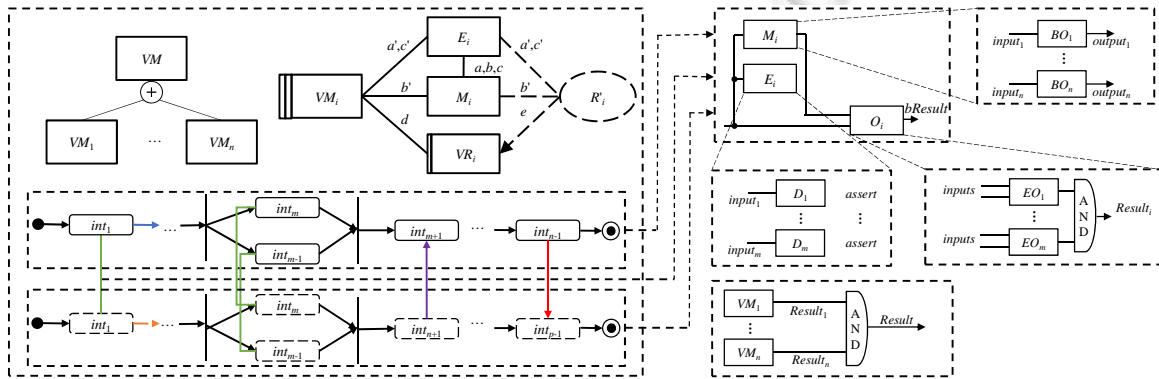 VM
+
VM1
...
VMn
VMi
Ei
Mi
VRi
R'i
a',c'
a,b,c
b'
d
a',c'
b'
e
int1
...
intm
intm-1
intm+1
...
intn-1
int1
...
intm
intm-1
intn+1
...
intp-1
Mi
Ei
Oi
bResult
input1
BO1
output1
inputn
BOn
outputn
input1
D1
assert
inputm
Dm
assert
inputs
EO1
inputs
EOm
AND
Resulti
VM1
Result1
VMn
Resultn
AND
Result